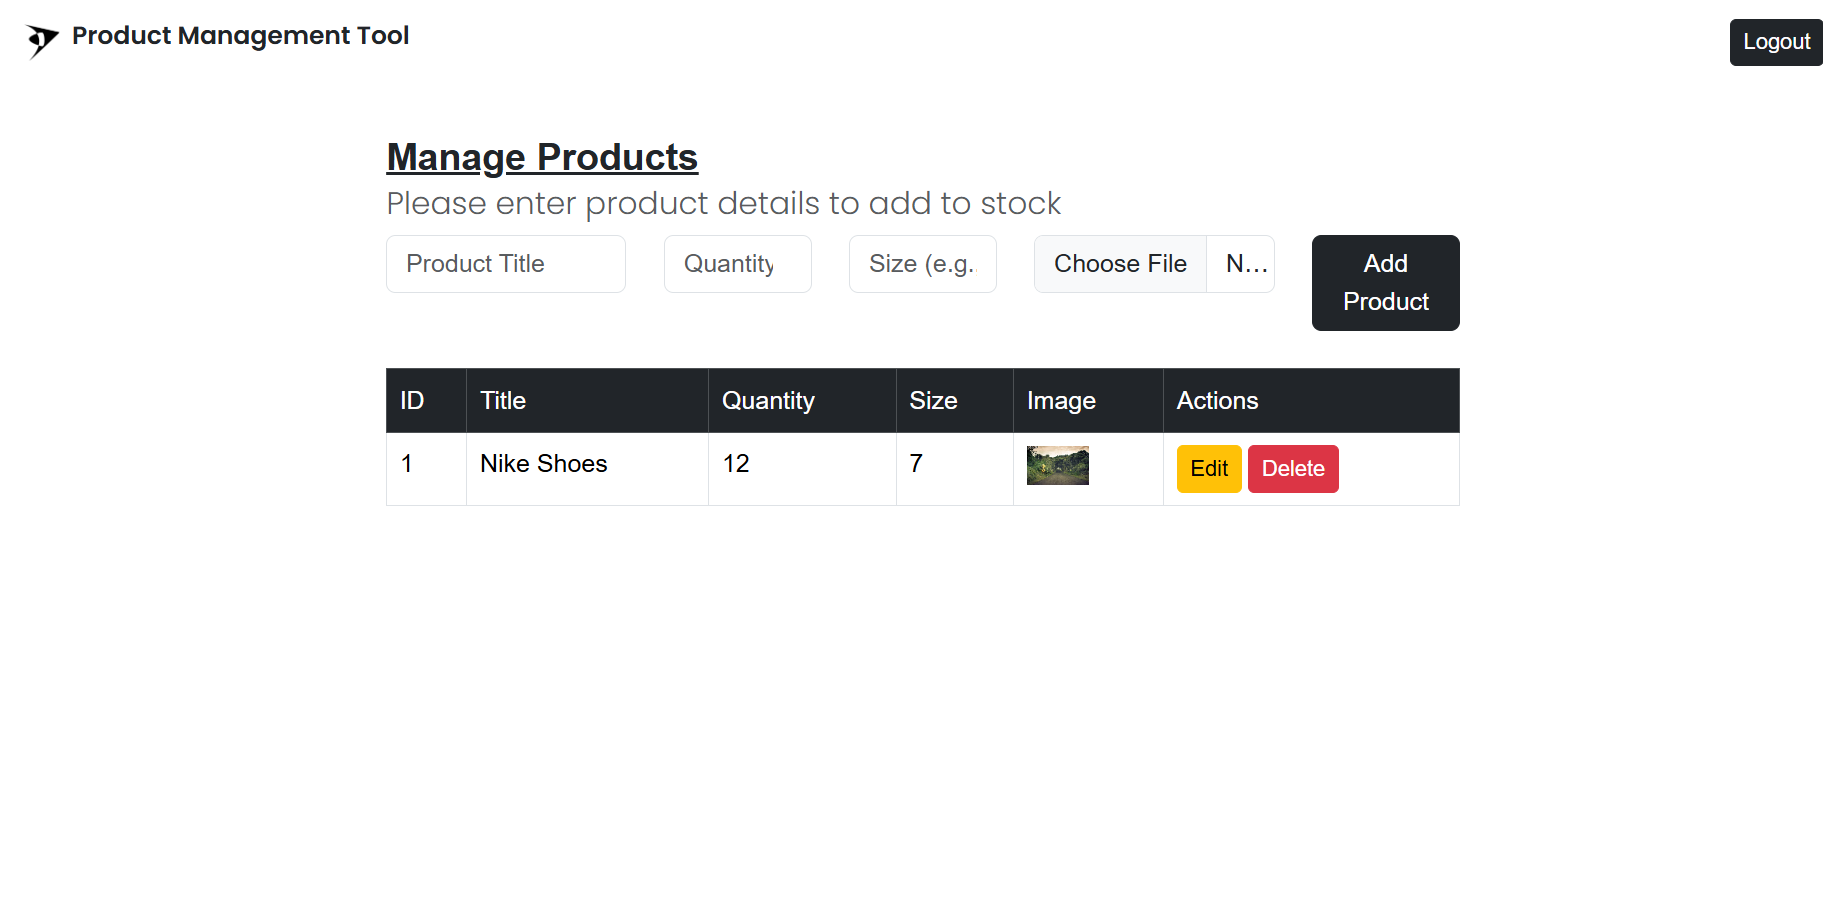 Product Management Tool
Logout
Manage Products
Please enter product details to add to stock
Product Title
Quantity
Size (e.g.
Choose File
N...
Add
Product
ID Title Quantity Size Image Actions
1 Nike Shoes 12 7 Edit Delete